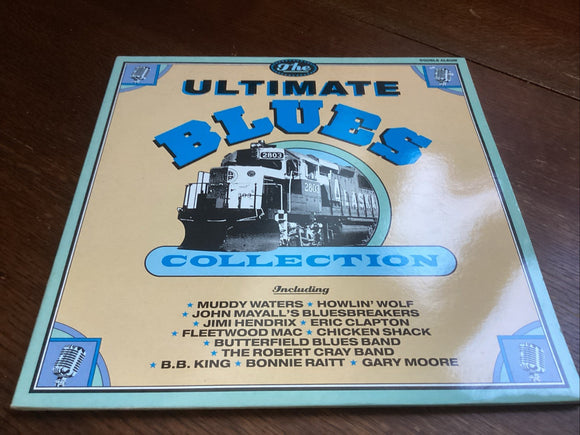 The
DOUBLE ALBUM
ULTIMATE
BLUES
2803
2803
ALASKA
COLLECTION
Including
★ MUDDY WATERS ★ HOWLIN' WOLF
★ JOHN MAYALL'S BLUESBREAKERS
★ JIMI HENDRIX ★ ERIC CLAPTON
★ FLEETWOOD MAC ★ CHICKEN SHACK
★ BUTTERFIELD BLUES BAND
★ THE ROBERT CRAY BAND
★ B.B. KING ★ BONNIE RAITT ★ GARY MOORE